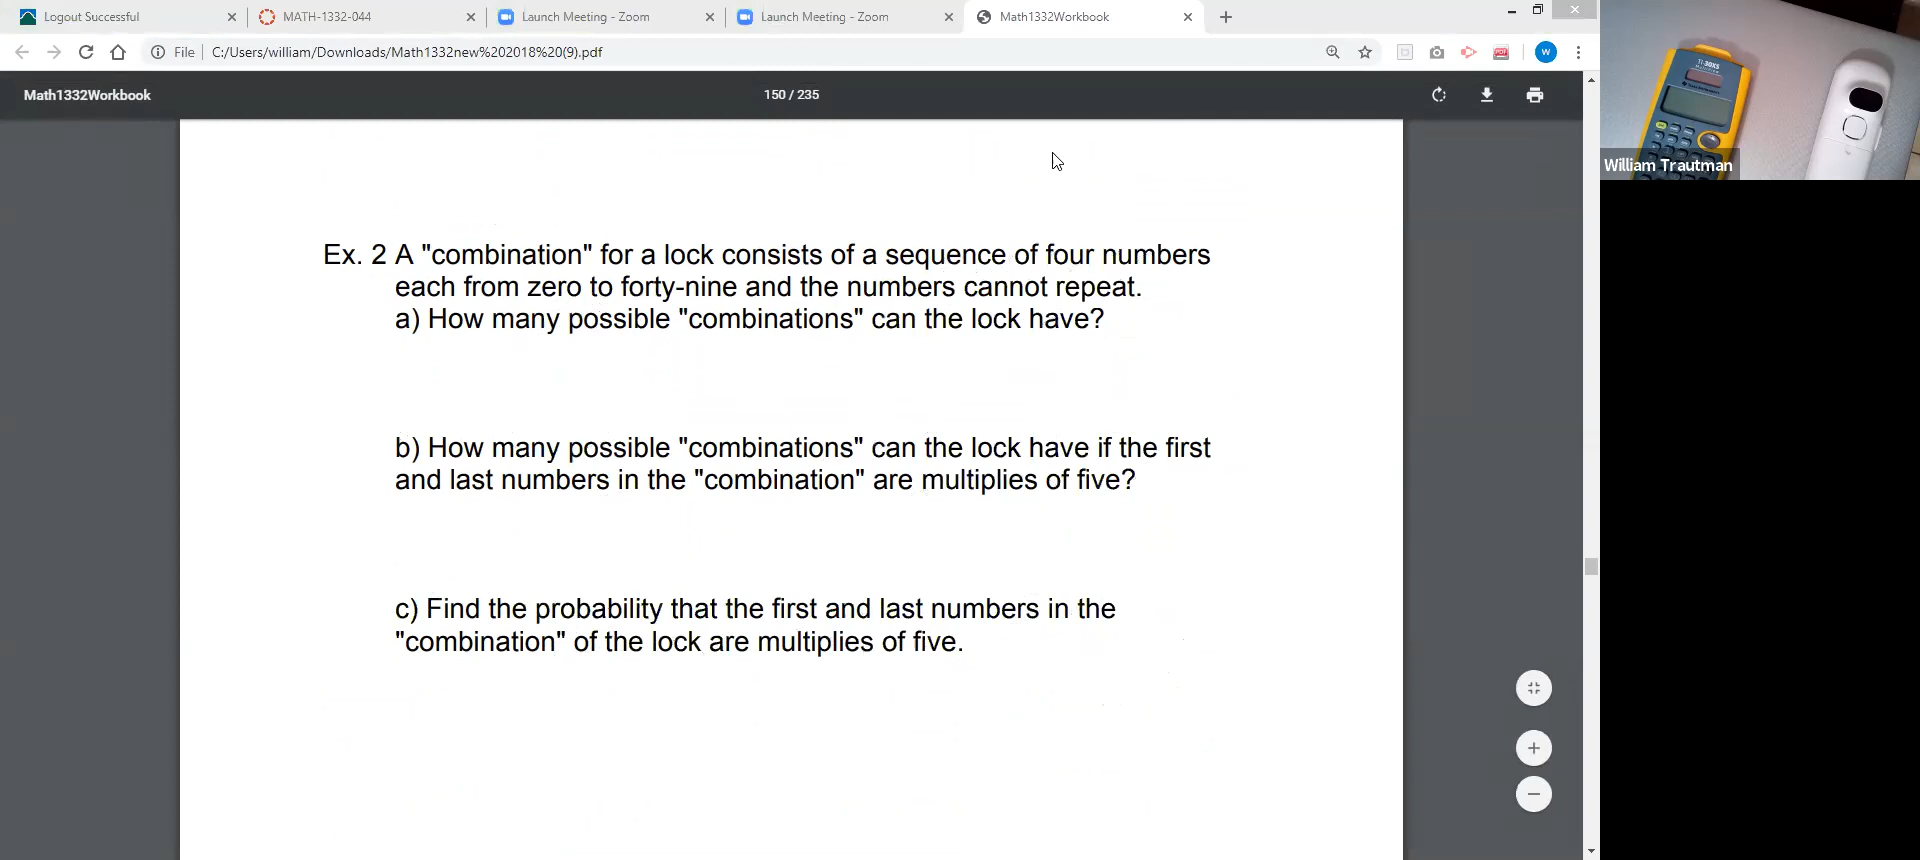 Logout Successful
MATH-1332-044
Launch Meeting - Zoom
Launch Meeting - Zoom
Math1332Workbook
File
C:/Users/william/Downloads/Math1332new%202018%20(9).pdf
W
Math1332Workbook
150 / 235
TI-30XS
William Trautman
Ex. 2 A "combination" for a lock consists of a sequence of four numbers
each from zero to forty-nine and the numbers cannot repeat.
a) How many possible "combinations" can the lock have?
b) How many possible "combinations" can the lock have if the first
and last numbers in the "combination" are multiplies of five?
c) Find the probability that the first and last numbers in the
"combination" of the lock are multiplies of five.